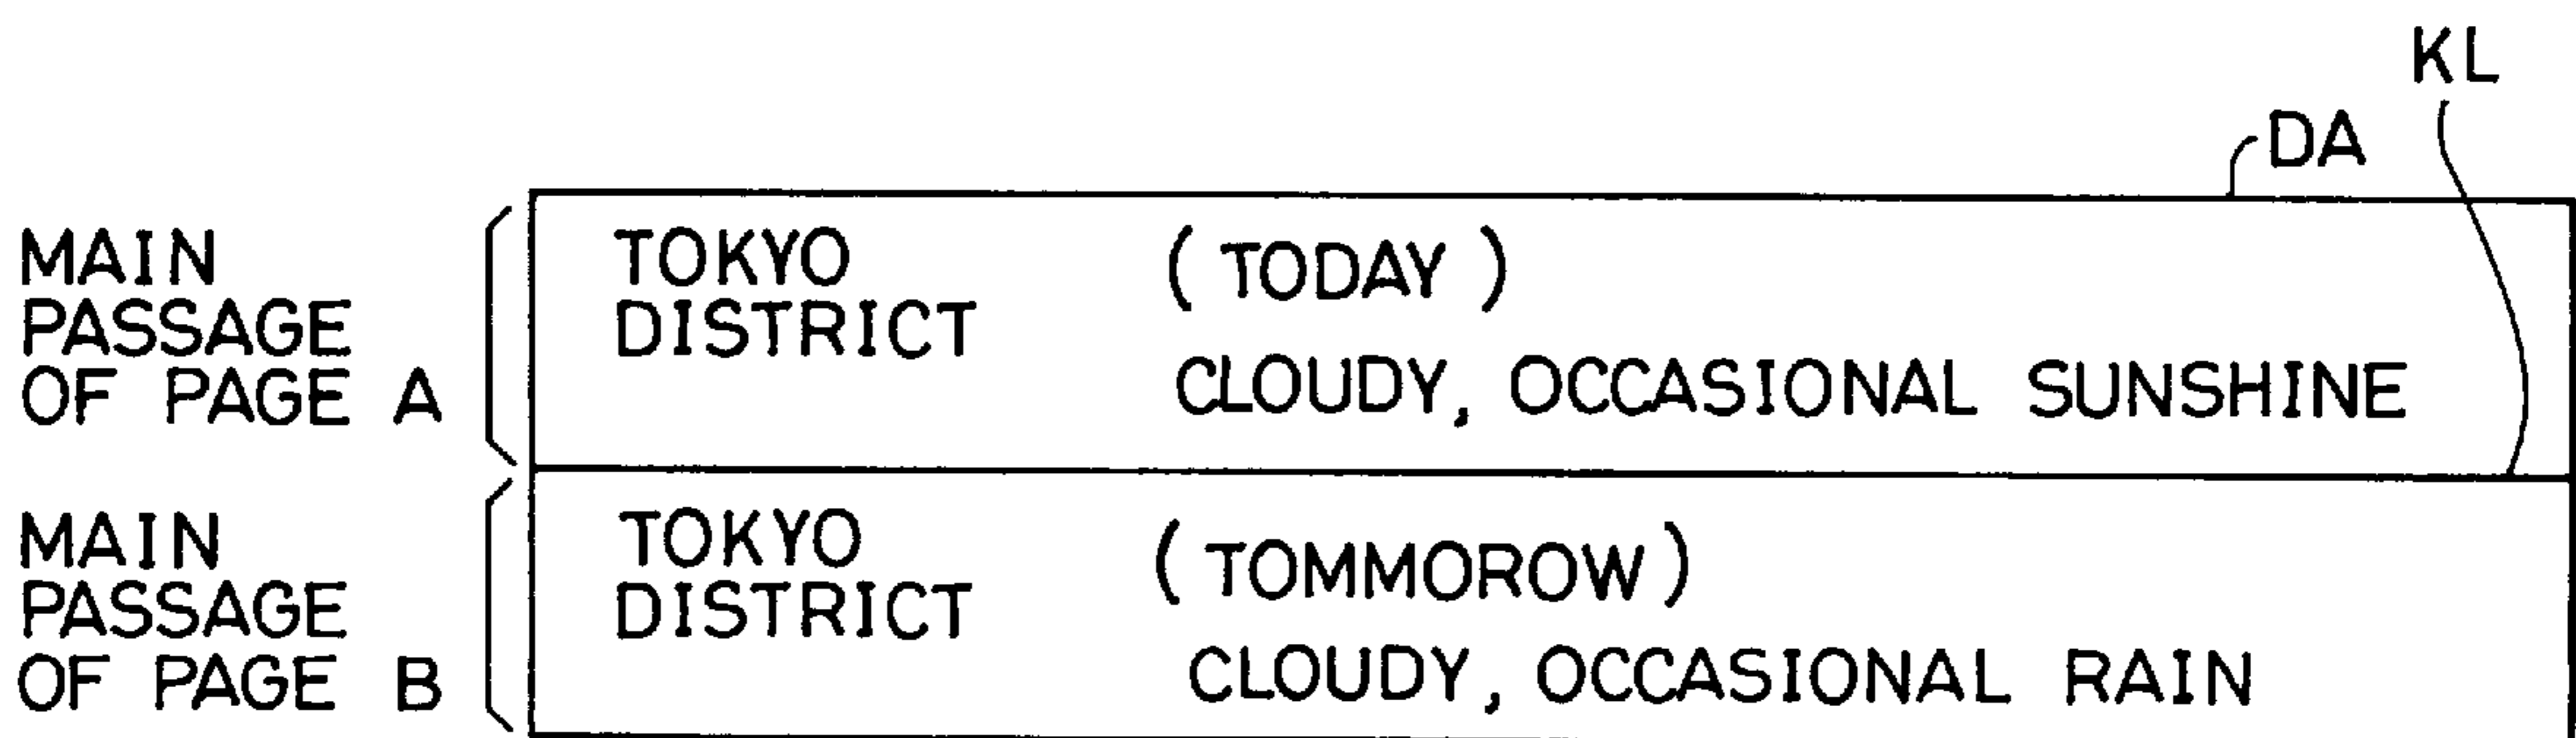 KL
DA
MAIN
PASSAGE
OF PAGE A
TOKYO
DISTRICT
( TODAY )
CLOUDY, OCCASIONAL SUNSHINE
MAIN
PASSAGE
OF PAGE B
TOKYO
DISTRICT
( TOMMOROW )
CLOUDY, OCCASIONAL RAIN